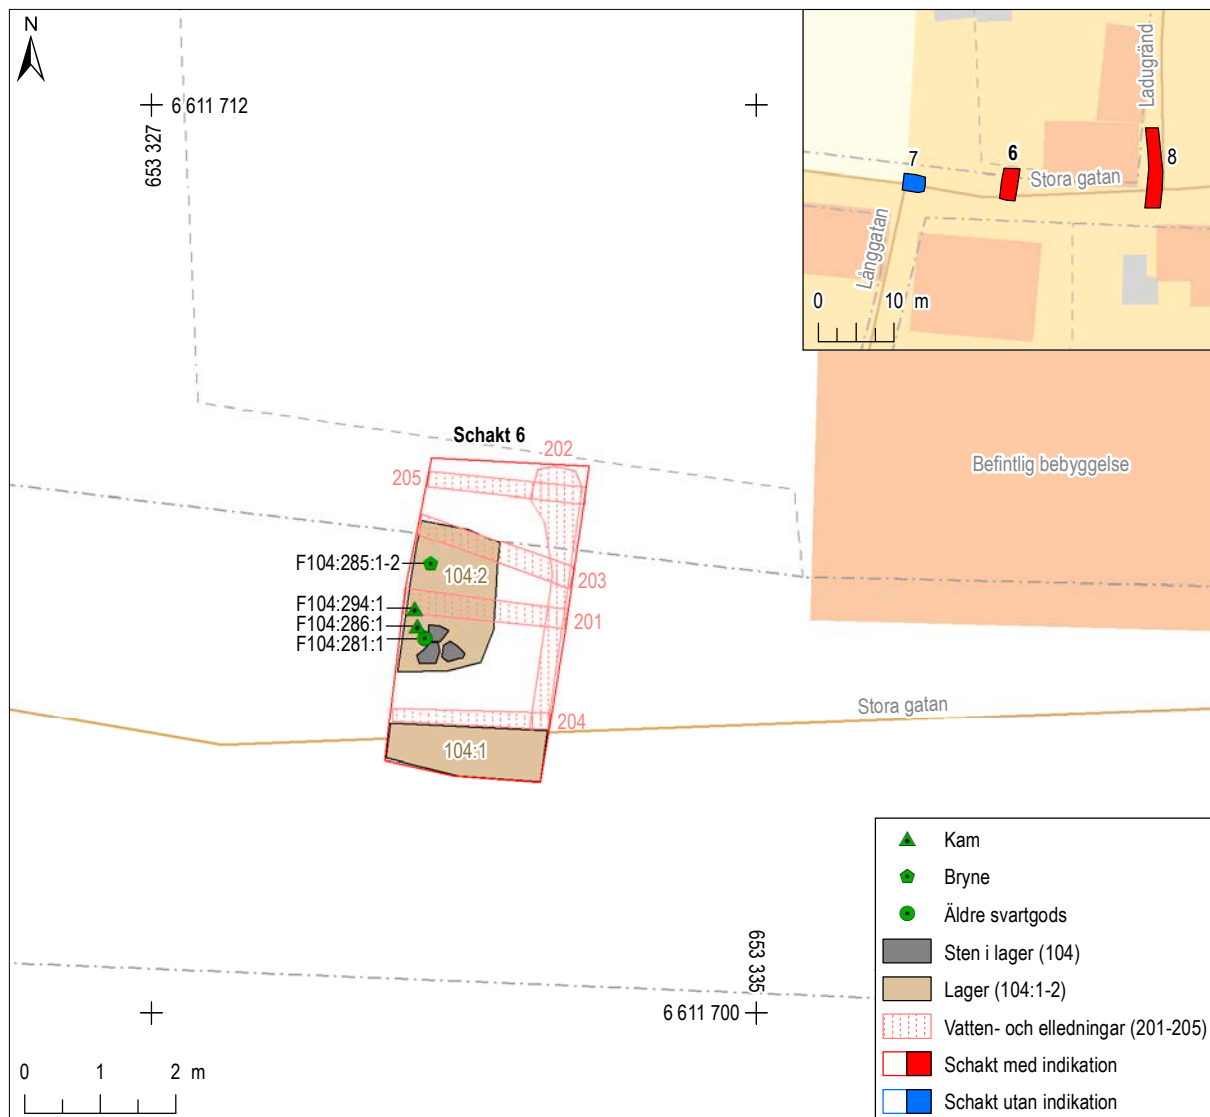 N
6 611 712
653 327
Ladugränd
7
6
8
Stora gatan
Långgatan
0 10 m
Schakt 6
202
205
Befintlig bebyggelse
F104:285:1-2
104:2
203
F104:294:1
201
F104:286:1
F104:281:1
Stora gatan
204
104:1
Kam
Bryne
Äldre svartgods
Sten i lager (104)
Lager (104:1-2)
Vatten- och elledningar (201-205)
Schakt med indikation
Schakt utan indikation
653 335
6 611 700
0 1 2 m